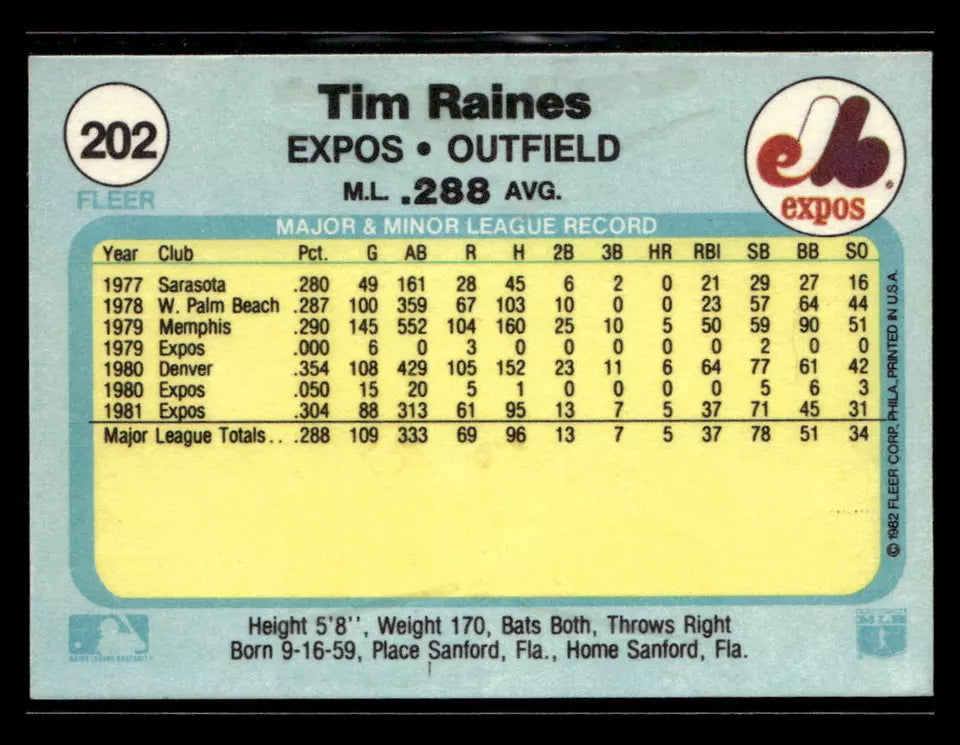 Tim Raines
202
EXPOS • OUTFIELD
FLEER
M.L. .288 AVG.
eb
expos
MAJOR & MINOR LEAGUE RECORD
Year Club Pct. G AB R H 2B 3B HR RBI SB BB SO
1977 Sarasota .280 49 161 28 45 6 2 0 21 29 27 16
1978 W. Palm Beach .287 100 359 67 103 10 0 0 23 57 64 44
1979 Memphis .290 145 552 104 160 25 10 5 50 59 90 51
1979 Expos .000 6 0 3 0 0 0 0 0 2 0 0
1980 Denver .354 108 429 105 152 23 11 6 64 77 61 42
1980 Expos .050 15 20 5 1 0 0 0 0 5 6 3
1981 Expos .304 88 313 61 95 13 7 5 37 71 45 31
Major League Totals.. .288 109 333 69 96 13 7 5 37 78 51 34
© 1982 FLEER CORP. PHILA. PRINTED IN U.S.A.
Height 5'8'', Weight 170, Bats Both, Throws Right
Born 9-16-59, Place Sanford, Fla., Home Sanford, Fla.
MAJOR LEAGUE BASEBALL
MLB